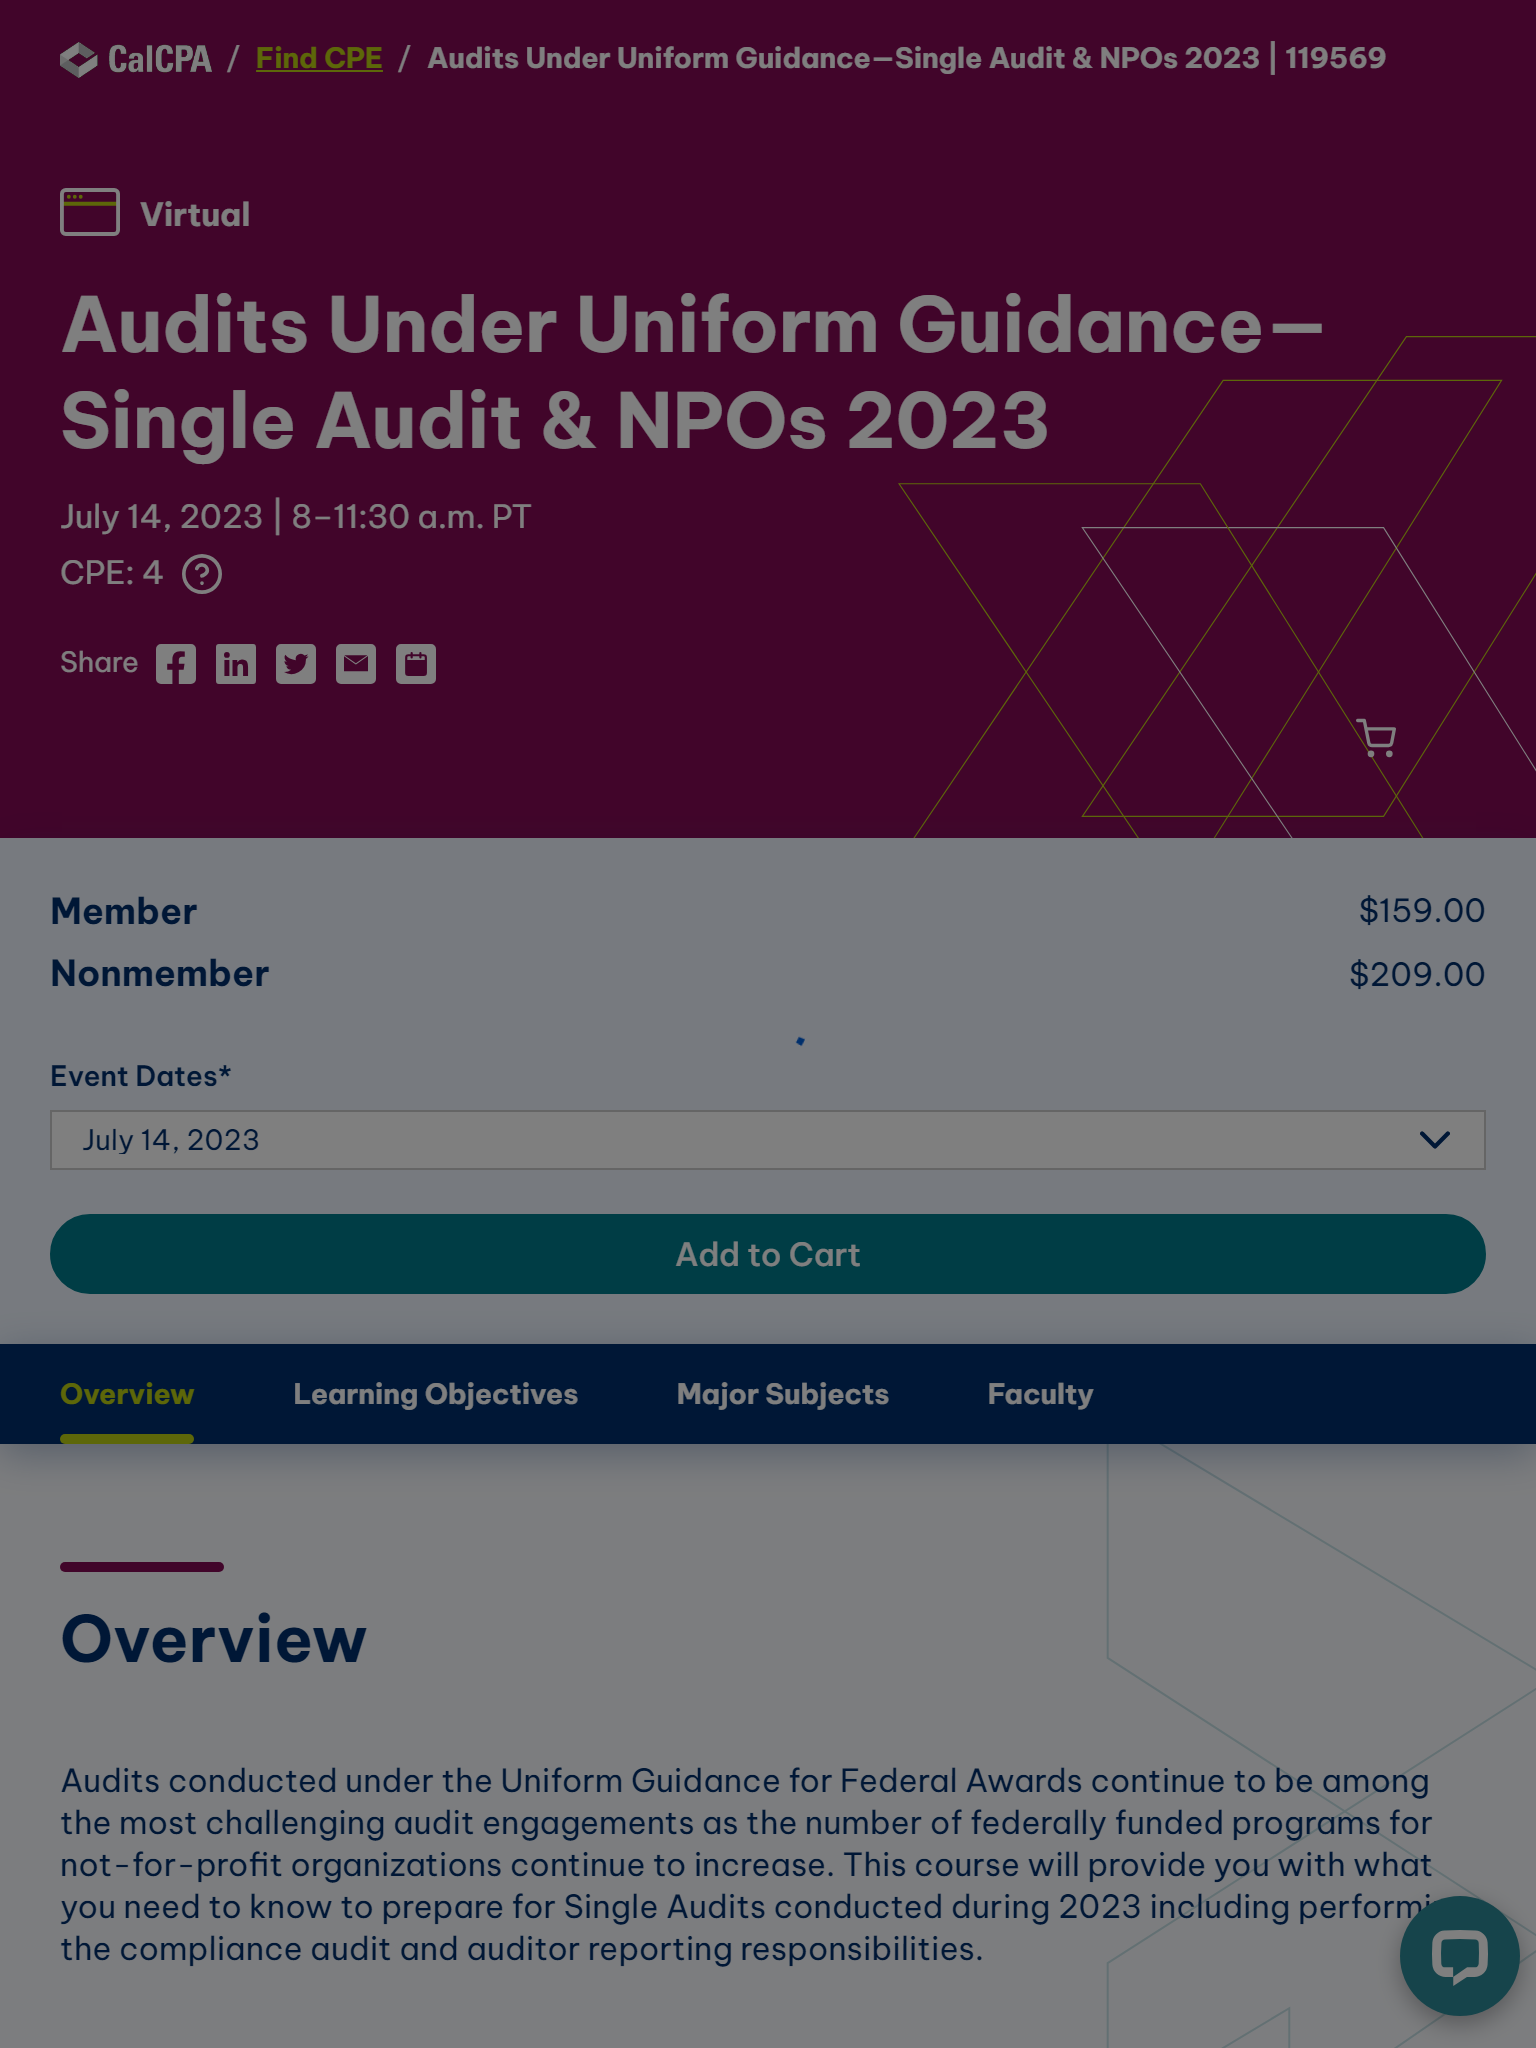 CalCPA / Find CPE / Audits Under Uniform Guidance—Single Audit & NPOs 2023 | 119569
Virtual
Audits Under Uniform Guidance—
Single Audit & NPOs 2023
July 14, 2023 | 8–11:30 a.m. PT
CPE: 4 ?
Share
Member $159.00
Nonmember $209.00
Event Dates*
July 14, 2023
Add to Cart
Overview Learning Objectives Major Subjects Faculty
Overview
Audits conducted under the Uniform Guidance for Federal Awards continue to be among
the most challenging audit engagements as the number of federally funded programs for
not-for-profit organizations continue to increase. This course will provide you with what
you need to know to prepare for Single Audits conducted during 2023 including
the compliance audit and auditor reporting responsibilities.